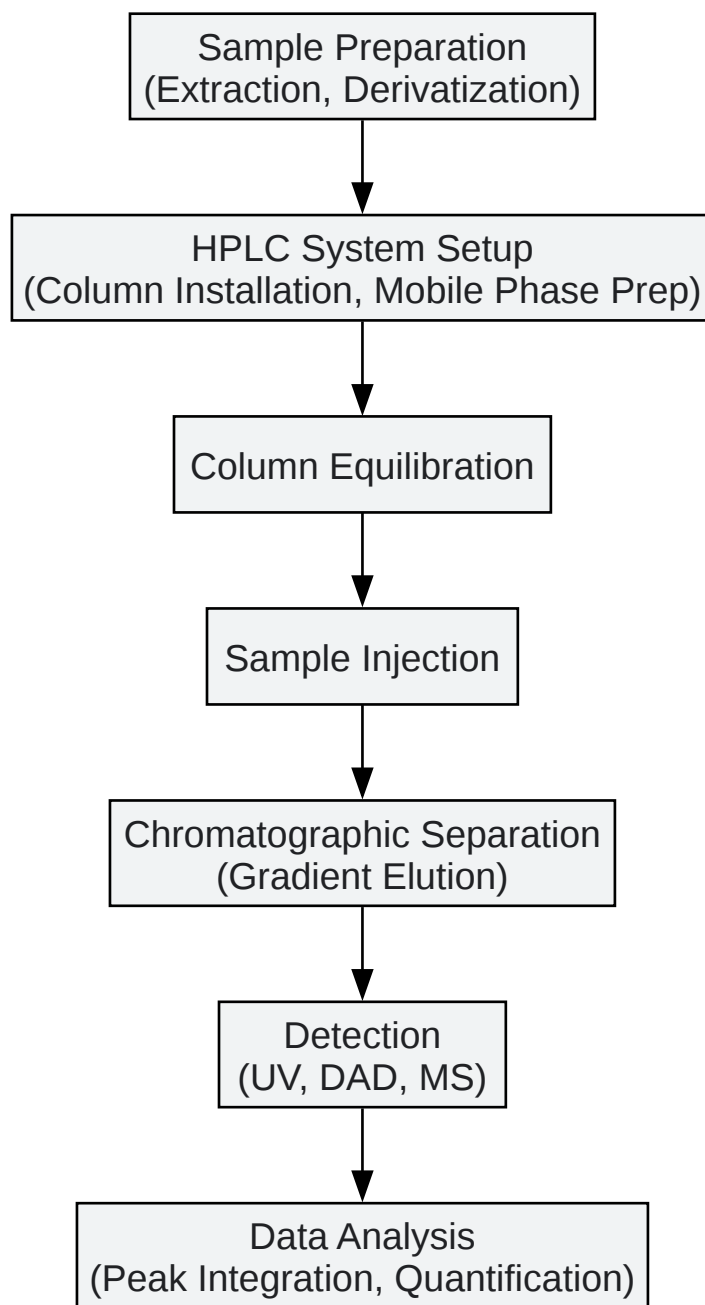 Sample Preparation
(Extraction, Derivatization)
HPLC System Setup
(Column Installation, Mobile Phase Prep)
Column Equilibration
Sample Injection
Chromatographic Separation
(Gradient Elution)
Detection
(UV, DAD, MS)
Data Analysis
(Peak Integration, Quantification)